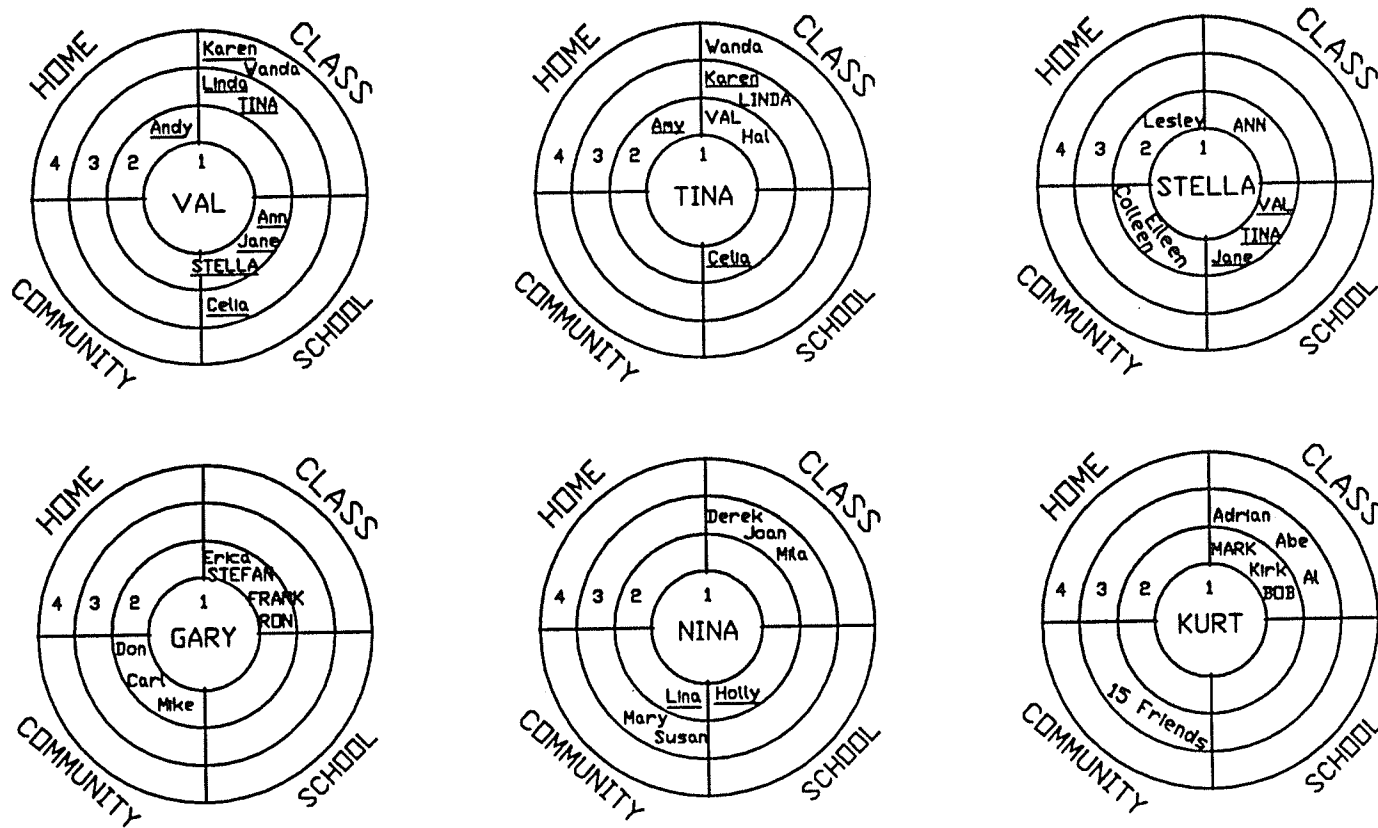 HOME
CLASS
Karen
Wanda
Linda
TINA
Andy
4 3 2 1
VAL
Ann
Jane
STELLA
Celia
COMMUNITY
SCHOOL
HOME
CLASS
Wanda
Karen
LINDA
VAL
Hal
Amy
4 3 2 1
TINA
Celia
COMMUNITY
SCHOOL
HOME
CLASS
Lesley
ANN
4 3 2 1
STELLA
Colleen
Eileen
VAL
TINA
Jane
COMMUNITY
SCHOOL
HOME
CLASS
Erica
STEFAN
FRANK
RON
4 3 2 1
GARY
Don
Carl
Mike
COMMUNITY
SCHOOL
HOME
CLASS
Derek
Joan
Mila
4 3 2 1
NINA
Lina
Holly
Mary
Susan
COMMUNITY
SCHOOL
HOME
CLASS
Adrian
Abe
MARK
Kirk
Al
BOB
4 3 2 1
KURT
15 Friends
COMMUNITY
SCHOOL